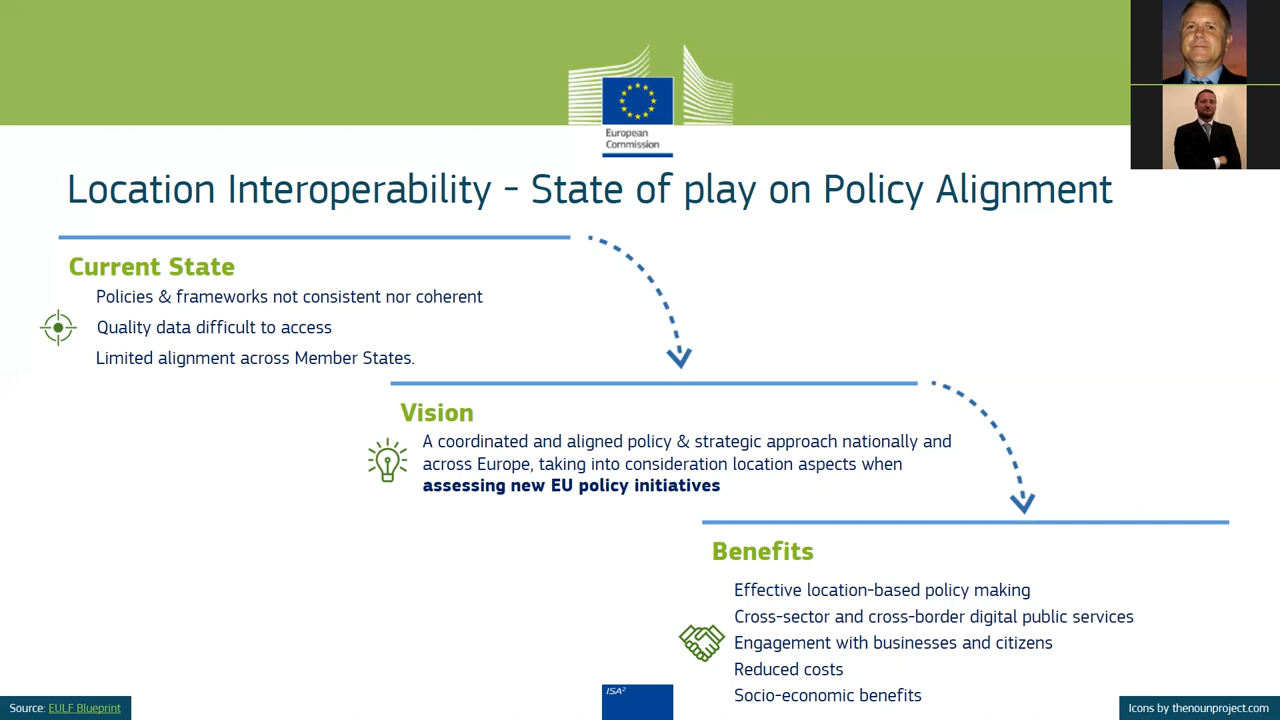 European
Commission
Location Interoperability - State of play on Policy Alignment
Current State
Policies & frameworks not consistent nor coherent
Quality data difficult to access
Limited alignment across Member States.
Vision
A coordinated and aligned policy & strategic approach nationally and
across Europe, taking into consideration location aspects when
assessing new EU policy initiatives
Benefits
Effective location-based policy making
Cross-sector and cross-border digital public services
Engagement with businesses and citizens
Reduced costs
Socio-economic benefits
ISA²
Source: EULF Blueprint
Icons by thenounproject.com